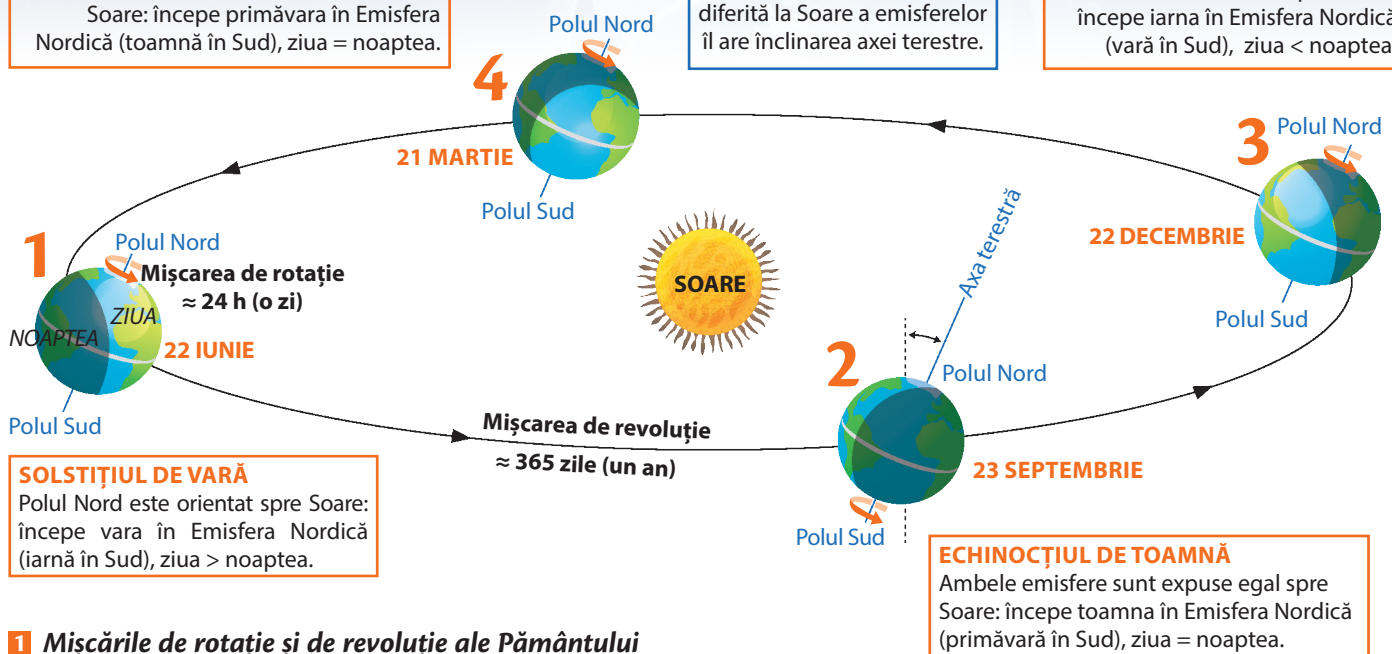 Soare: începe primăvara în Emisfera
Nordică (toamnă în Sud), ziua = noaptea.
diferită la Soare a emisferelor
îl are înclinarea axei terestre.
începe iarna în Emisfera Nordică
(vară în Sud), ziua < noaptea
4
Polul Nord
21 MARTIE
Polul Sud
3
Polul Nord
22 DECEMBRIE
Polul Sud
1
Polul Nord
Mișcarea de rotație
≈ 24 h (o zi)
ZIUA
NOAPTEA
22 IUNIE
Polul Sud
SOARE
Axa terestră
2
Polul Nord
23 SEPTEMBRIE
Polul Sud
Mișcarea de revoluție
≈ 365 zile (un an)
SOLSTIȚIUL DE VARĂ
Polul Nord este orientat spre Soare:
începe vara în Emisfera Nordică
(iarnă în Sud), ziua > noaptea.
ECHINOCȚIUL DE TOAMNĂ
Ambele emisfere sunt expuse egal spre
Soare: începe toamna în Emisfera Nordică
(primăvară în Sud), ziua = noaptea.
1 Mișcările de rotație și de revoluție ale Pământului